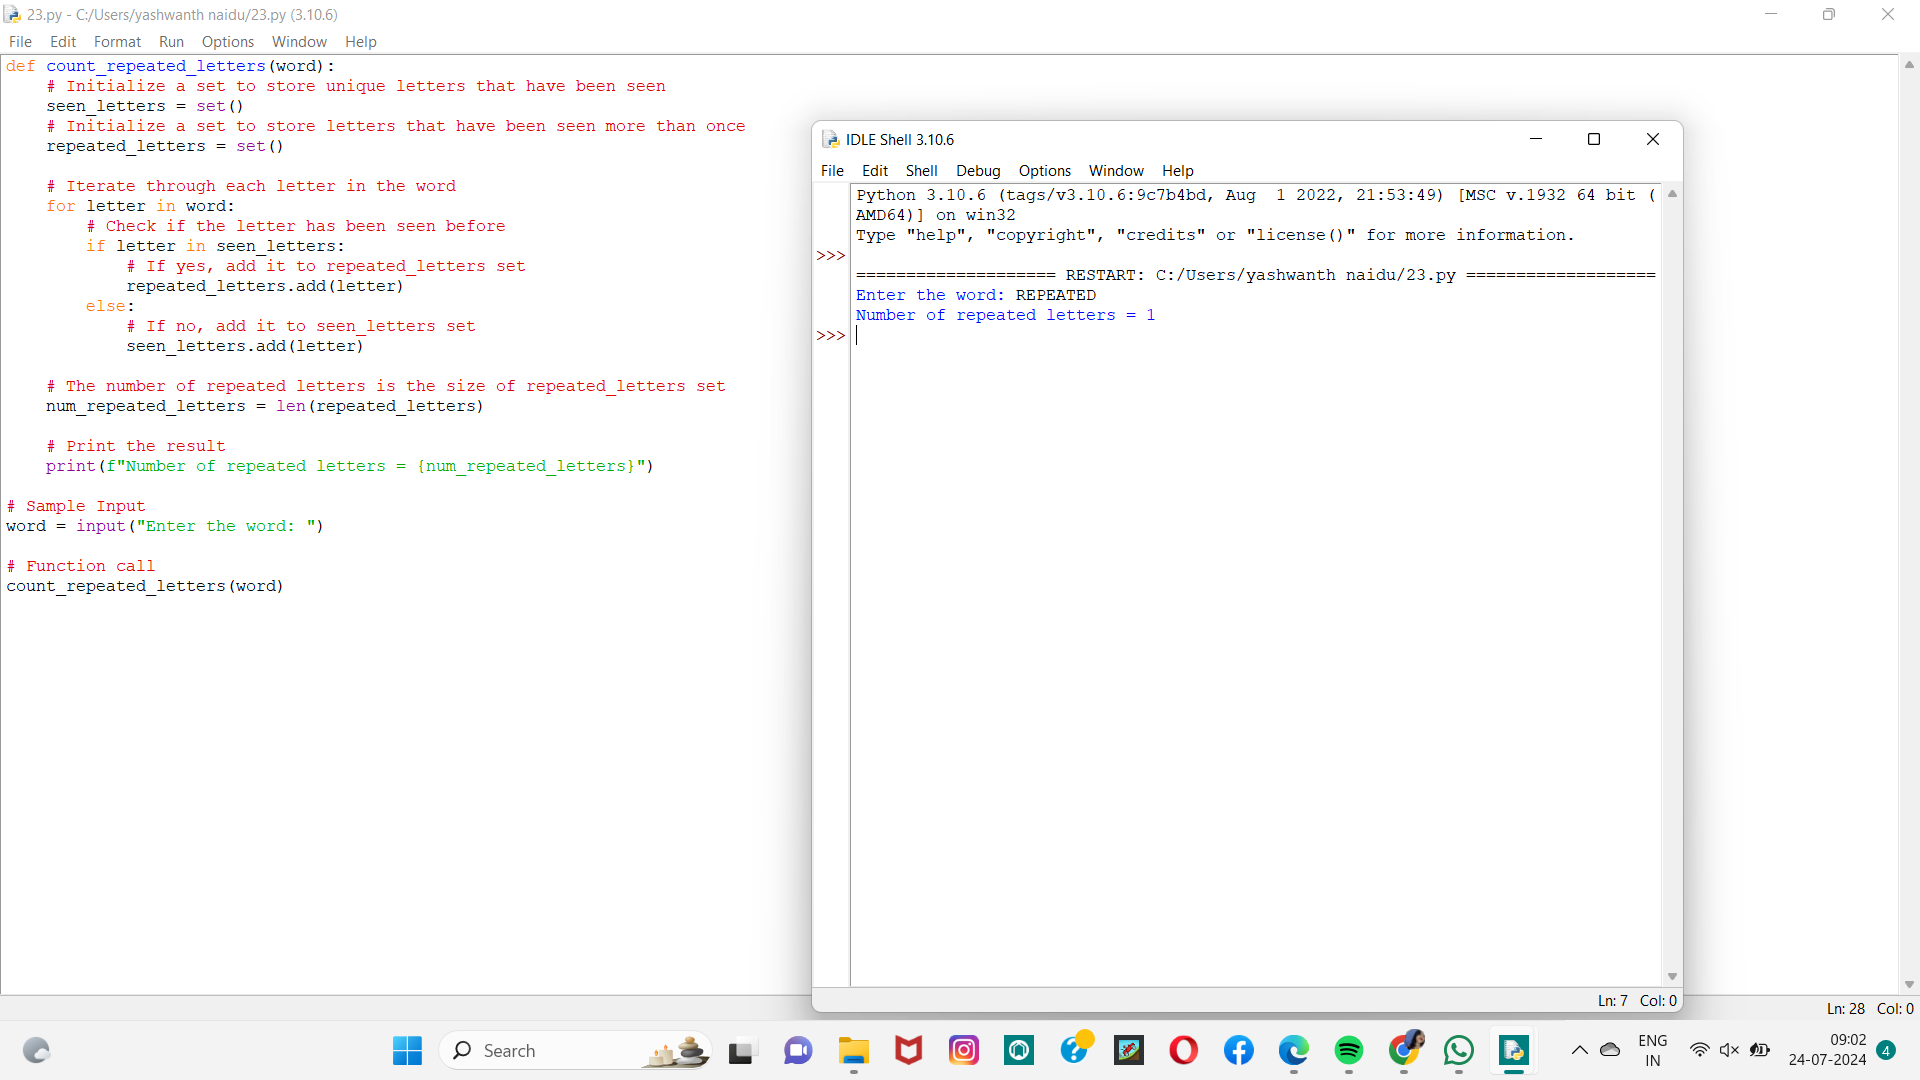 23.py - C:/Users/yashwanth naidu/23.py (3.10.6)
File Edit Format Run Options Window Help
def count_repeated_letters(word):
    # Initialize a set to store unique letters that have been seen
    seen_letters = set()
    # Initialize a set to store letters that have been seen more than once
    repeated_letters = set()
    # Iterate through each letter in the word
    for letter in word:
        # Check if the letter has been seen before
        if letter in seen_letters:
            # If yes, add it to repeated_letters set
            repeated_letters.add(letter)
        else:
            # If no, add it to seen_letters set
            seen_letters.add(letter)
    # The number of repeated letters is the size of repeated_letters set
    num_repeated_letters = len(repeated_letters)
    # Print the result
    print(f"Number of repeated letters = {num_repeated_letters}")
# Sample Input
word = input("Enter the word: ")
# Function call
count_repeated_letters(word)
IDLE Shell 3.10.6
File Edit Shell Debug Options Window Help
Python 3.10.6 (tags/v3.10.6:9c7b4bd, Aug  1 2022, 21:53:49) [MSC v.1932 64 bit (
AMD64)] on win32
Type "help", "copyright", "credits" or "license()" for more information.
>>>
==================== RESTART: C:/Users/yashwanth naidu/23.py ===================
Enter the word: REPEATED
Number of repeated letters = 1
>>>
Ln: 7 Col: 0
Ln: 28 Col: 0
Search
ENG
IN
09:02
24-07-2024
4